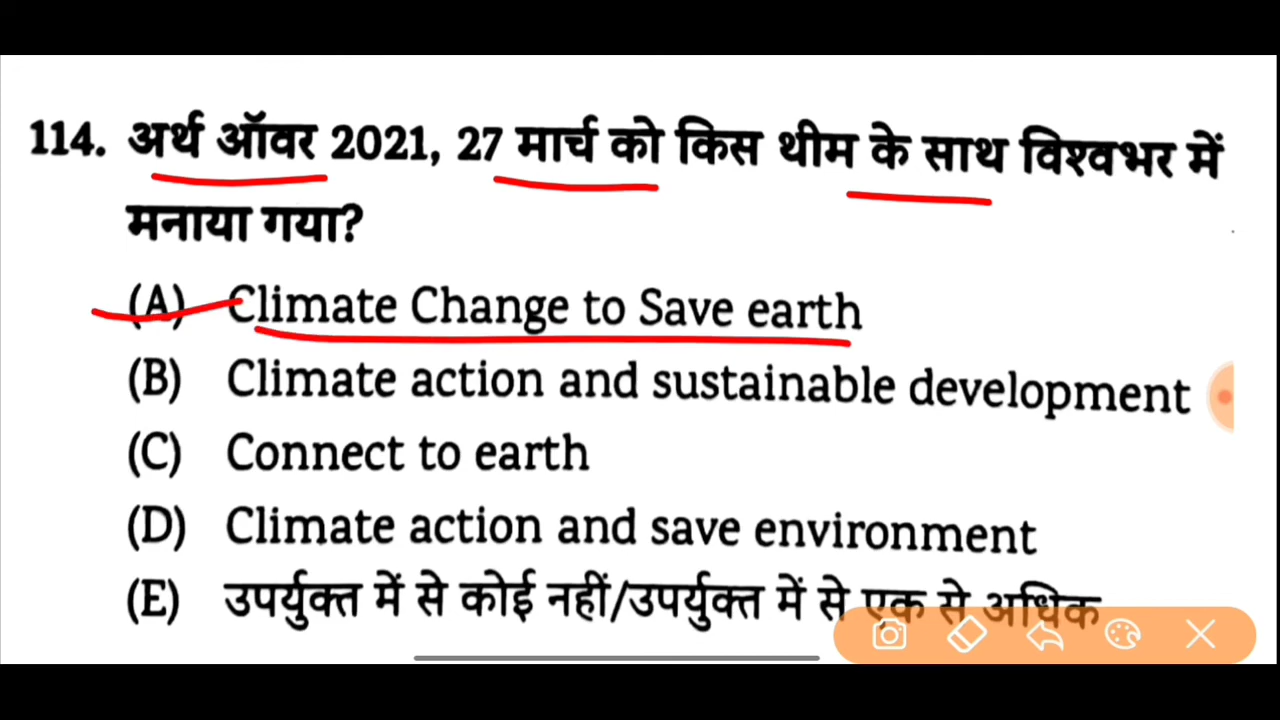 114. अर्थ ऑवर 2021, 27 मार्च को किस थीम के साथ विश्वभर में
मनाया गया?
(A) Climate Change to Save earth
(B) Climate action and sustainable development
(C) Connect to earth
(D) Climate action and save environment
(E) उपर्युक्त में से कोई नहीं/उपर्युक्त में से एक से अधिक